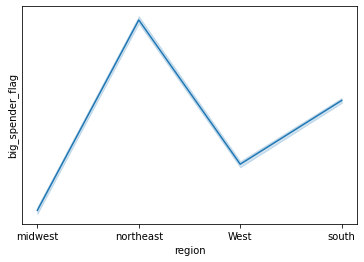 big_spender_flag
midwest
northeast
West
south
region